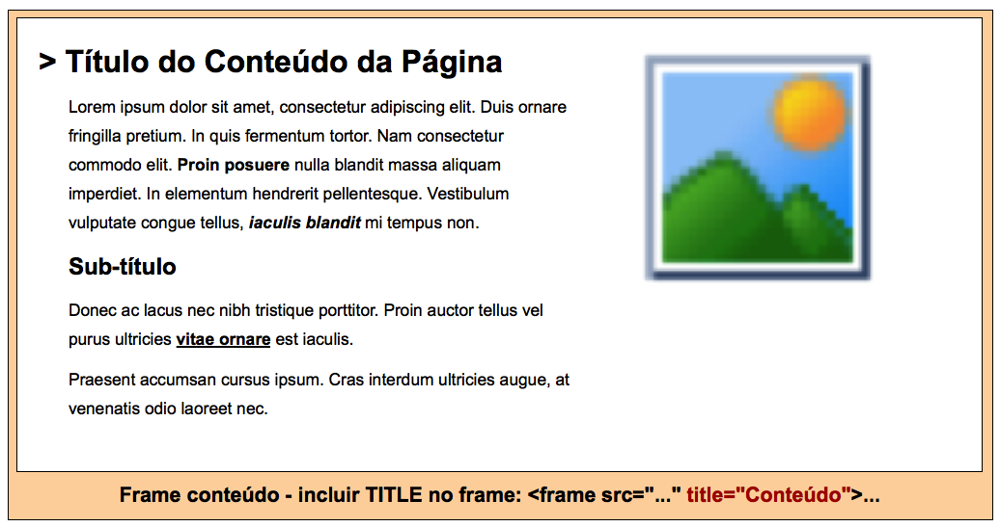 > Título do Conteúdo da Página
Lorem ipsum dolor sit amet, consectetur adipiscing elit. Duis ornare
fringilla pretium. In quis fermentum tortor. Nam consectetur
commodo elit. Proin posuere nulla blandit massa aliquam
imperdiet. In elementum hendrerit pellentesque. Vestibulum
vulputate congue tellus, iaculis blandit mi tempus non.
Sub-título
Donec ac lacus nec nibh tristique porttitor. Proin auctor tellus vel
purus ultricies vitae ornare est iaculis.
Praesent accumsan cursus ipsum. Cras interdum ultricies augue, at
venenatis odio laoreet nec.
Frame conteúdo - incluir TITLE no frame: <frame src="..." title="Conteúdo">...